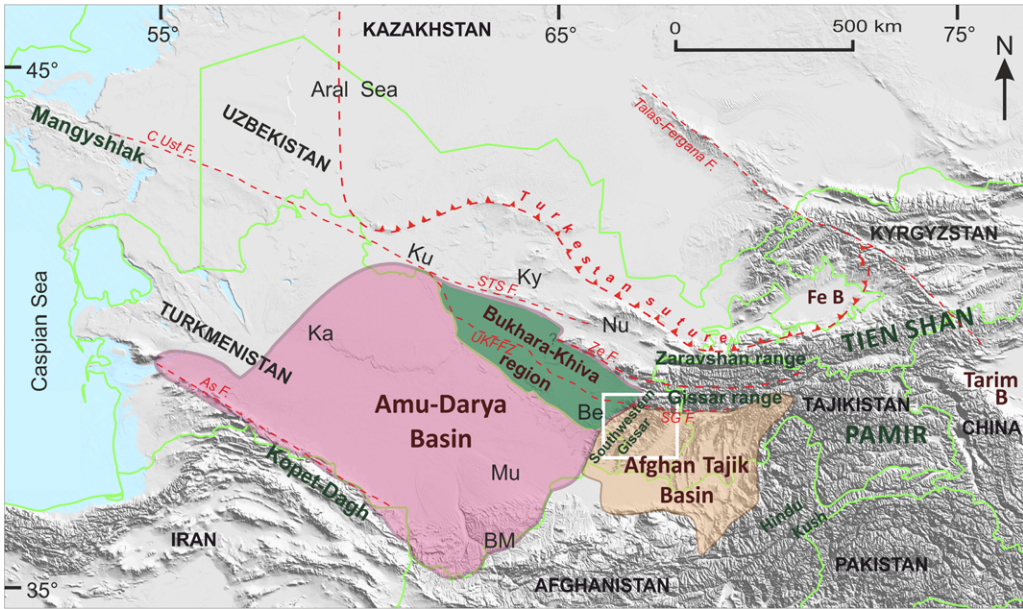 55°
65°
75°
0
500 km
N
45°
35°
KAZAKHSTAN
Aral Sea
UZBEKISTAN
Mangyshlak
C Ust F.
Talas-Fergana F.
Turkestan suture
KYRGYZSTAN
Ku
Ky
STS F
Fe B
Caspian Sea
TURKMENISTAN
Ka
Nu
Bukhara-Khiva
region
UKFFZ
Ze F.
Zaravshan range
TIEN SHAN
As F.
Amu-Darya
Basin
Be
Southwestern
Gissar
Gissar range
SG F.
TAJIKISTAN
Tarim
B
CHINA
PAMIR
Kopet Dagh
Mu
Afghan Tajik
Basin
Hindu
Kush
BM
IRAN
AFGHANISTAN
PAKISTAN